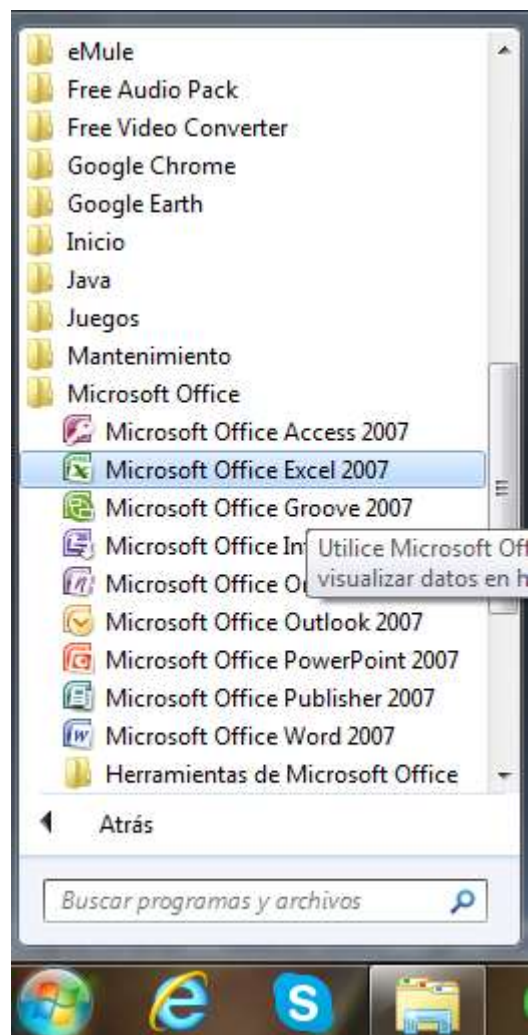 eMule
Free Audio Pack
Free Video Converter
Google Chrome
Google Earth
Inicio
Java
Juegos
Mantenimiento
Microsoft Office
Microsoft Office Access 2007
Microsoft Office Excel 2007
Microsoft Office Groove 2007
Microsoft Office In
Utilice Microsoft Off
Microsoft Office O
visualizar datos en h
Microsoft Office Outlook 2007
Microsoft Office PowerPoint 2007
Microsoft Office Publisher 2007
Microsoft Office Word 2007
Herramientas de Microsoft Office
Atrás
Buscar programas y archivos